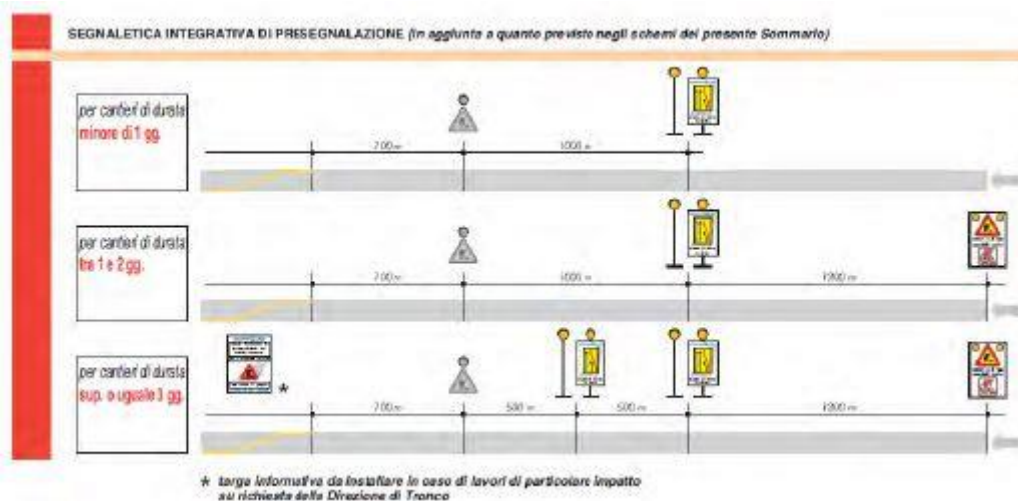 SEGNALETICA INTEGRATIVA DI PRESEGNALAZIONE (in aggiunta a quanto previsto negli schemi del presente Sommario)
per cantieri di durata
minore di 1 gg.
700 m
1000 m
per cantieri di durata
tra 1 e 2 gg.
700 m
1000 m
1200 m
per cantieri di durata
sup. o uguale 3 gg.
*
700 m
500 m
500 m
1200 m
* targa informativa da installare in caso di lavori di particolare impatto
su richiesta della Direzione di Tronco